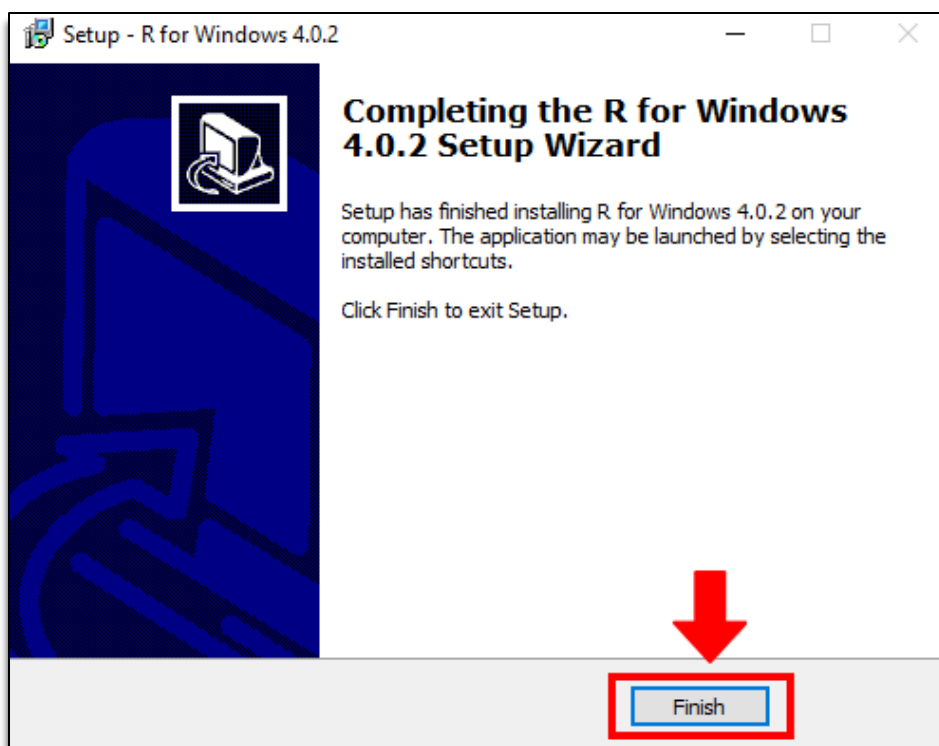 Setup - R for Windows 4.0.2
Completing the R for Windows
4.0.2 Setup Wizard
Setup has finished installing R for Windows 4.0.2 on your
computer. The application may be launched by selecting the
installed shortcuts.
Click Finish to exit Setup.
Finish